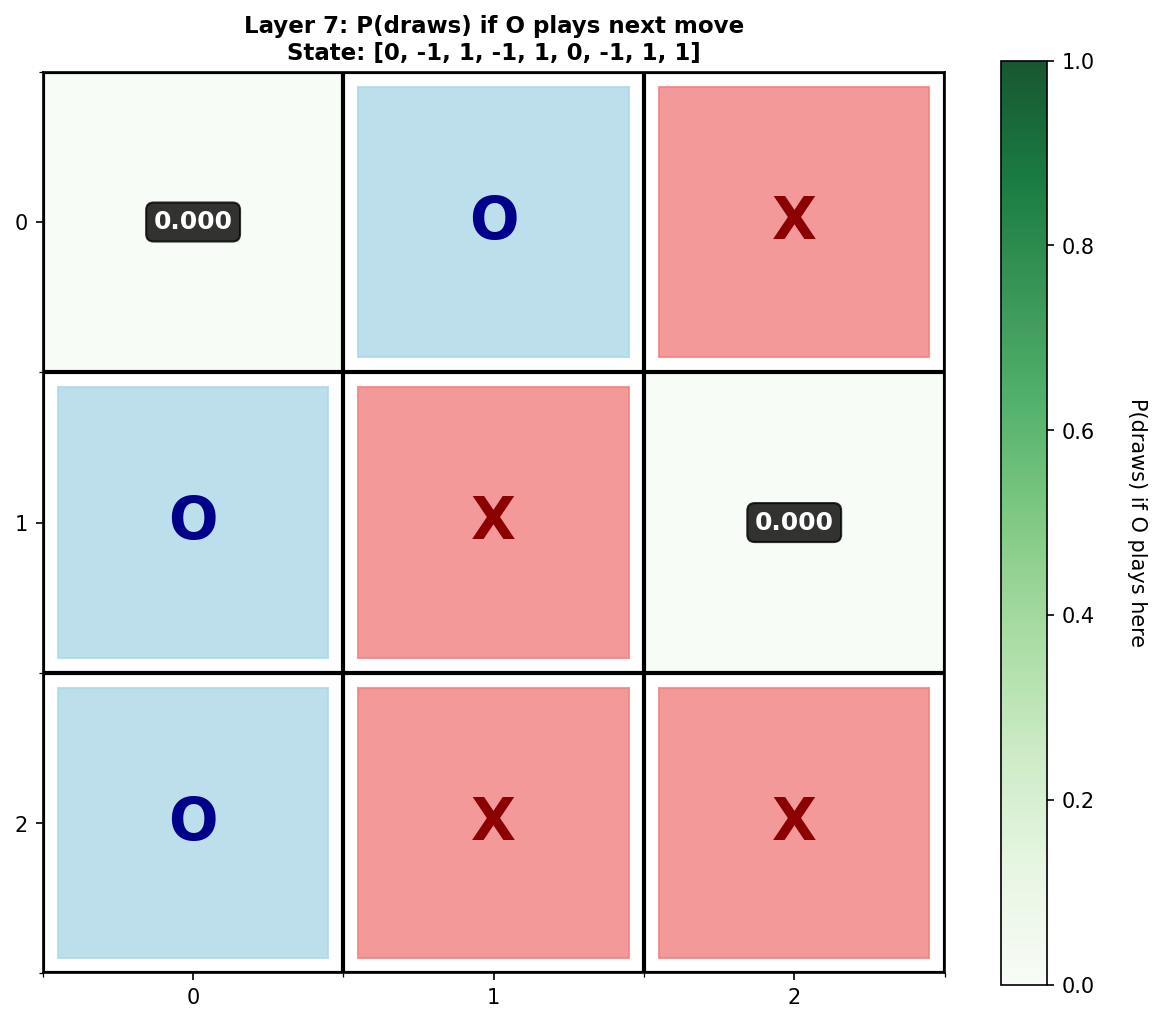 Layer 7: P(draws) if O plays next move
State: [0, -1, 1, -1, 1, 0, -1, 1, 1]
0
0.000
O
X
1
O
X
0.000
2
O
X
X
0
1
2
1.0
0.8
0.6
0.4
0.2
0.0
P(draws) if O plays here